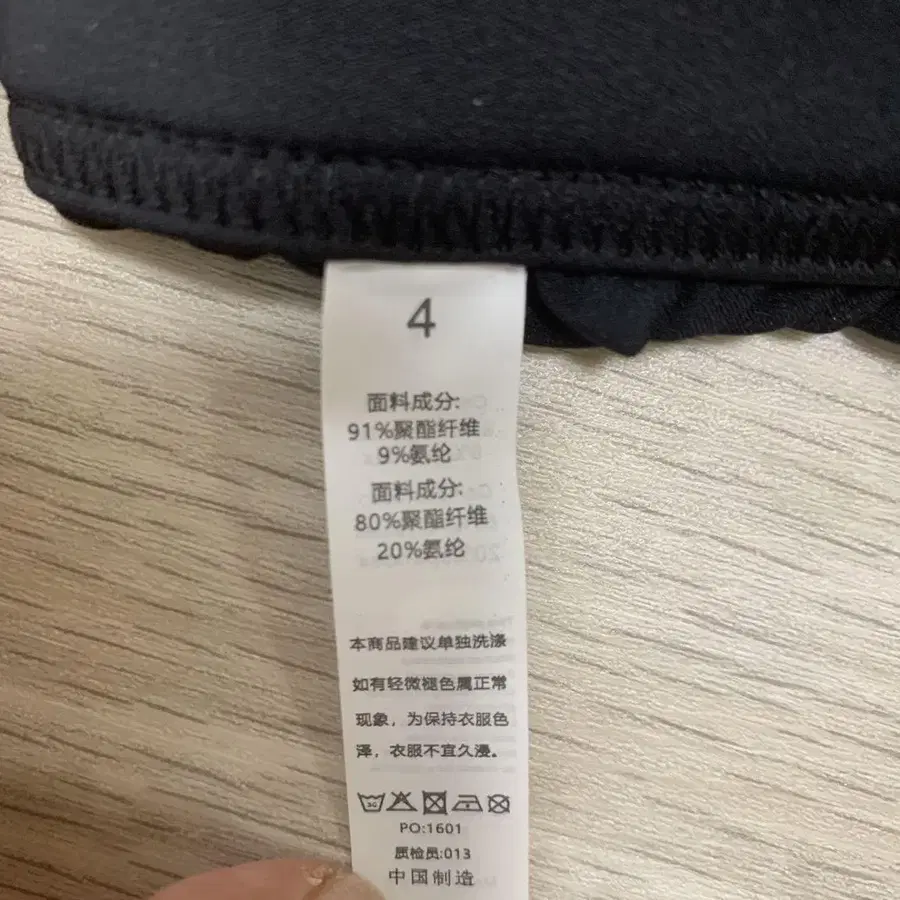 4
面料成分:
91%聚酯纤维
9%氨纶
面料成分:
80%聚酯纤维
20%氨纶
本商品建议单独洗涤
如有轻微褪色属正常
现象，为保持衣服色
泽，衣服不宜久浸。
30
PO:1601
质检员:013
中国制造